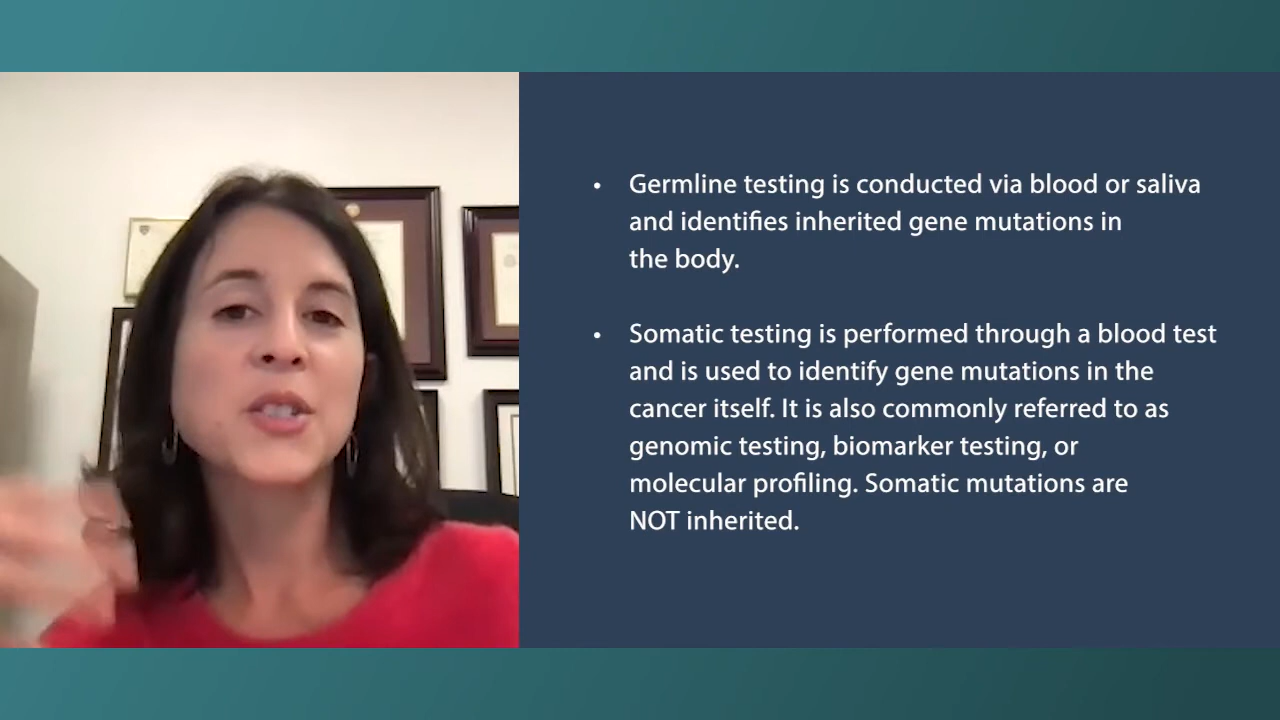 • Germline testing is conducted via blood or saliva
and identifies inherited gene mutations in
the body.
• Somatic testing is performed through a blood test
and is used to identify gene mutations in the
cancer itself. It is also commonly referred to as
genomic testing, biomarker testing, or
molecular profiling. Somatic mutations are
NOT inherited.